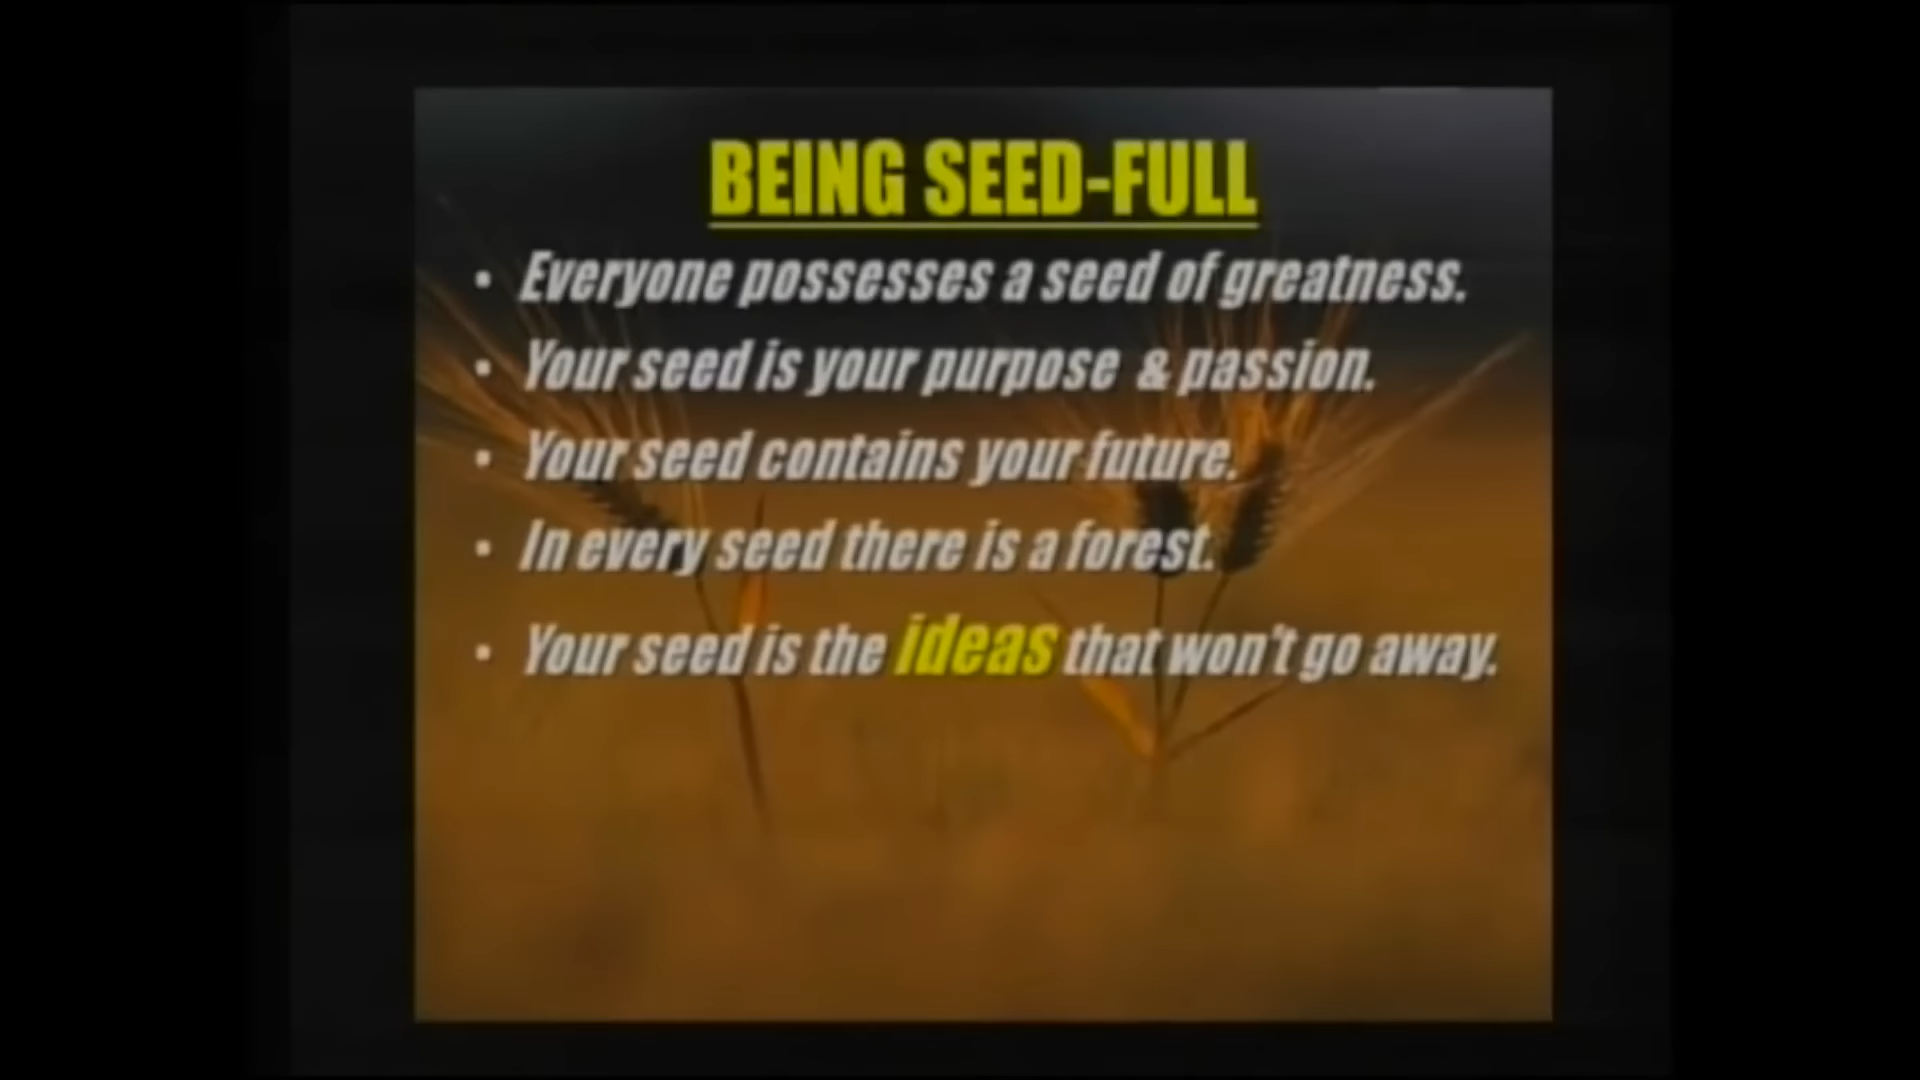 BEING SEED-FULL
• Everyone possesses a seed of greatness.
• Your seed is your purpose & passion.
• Your seed contains your future.
• In every seed there is a forest.
• Your seed is the ideas that won't go away.